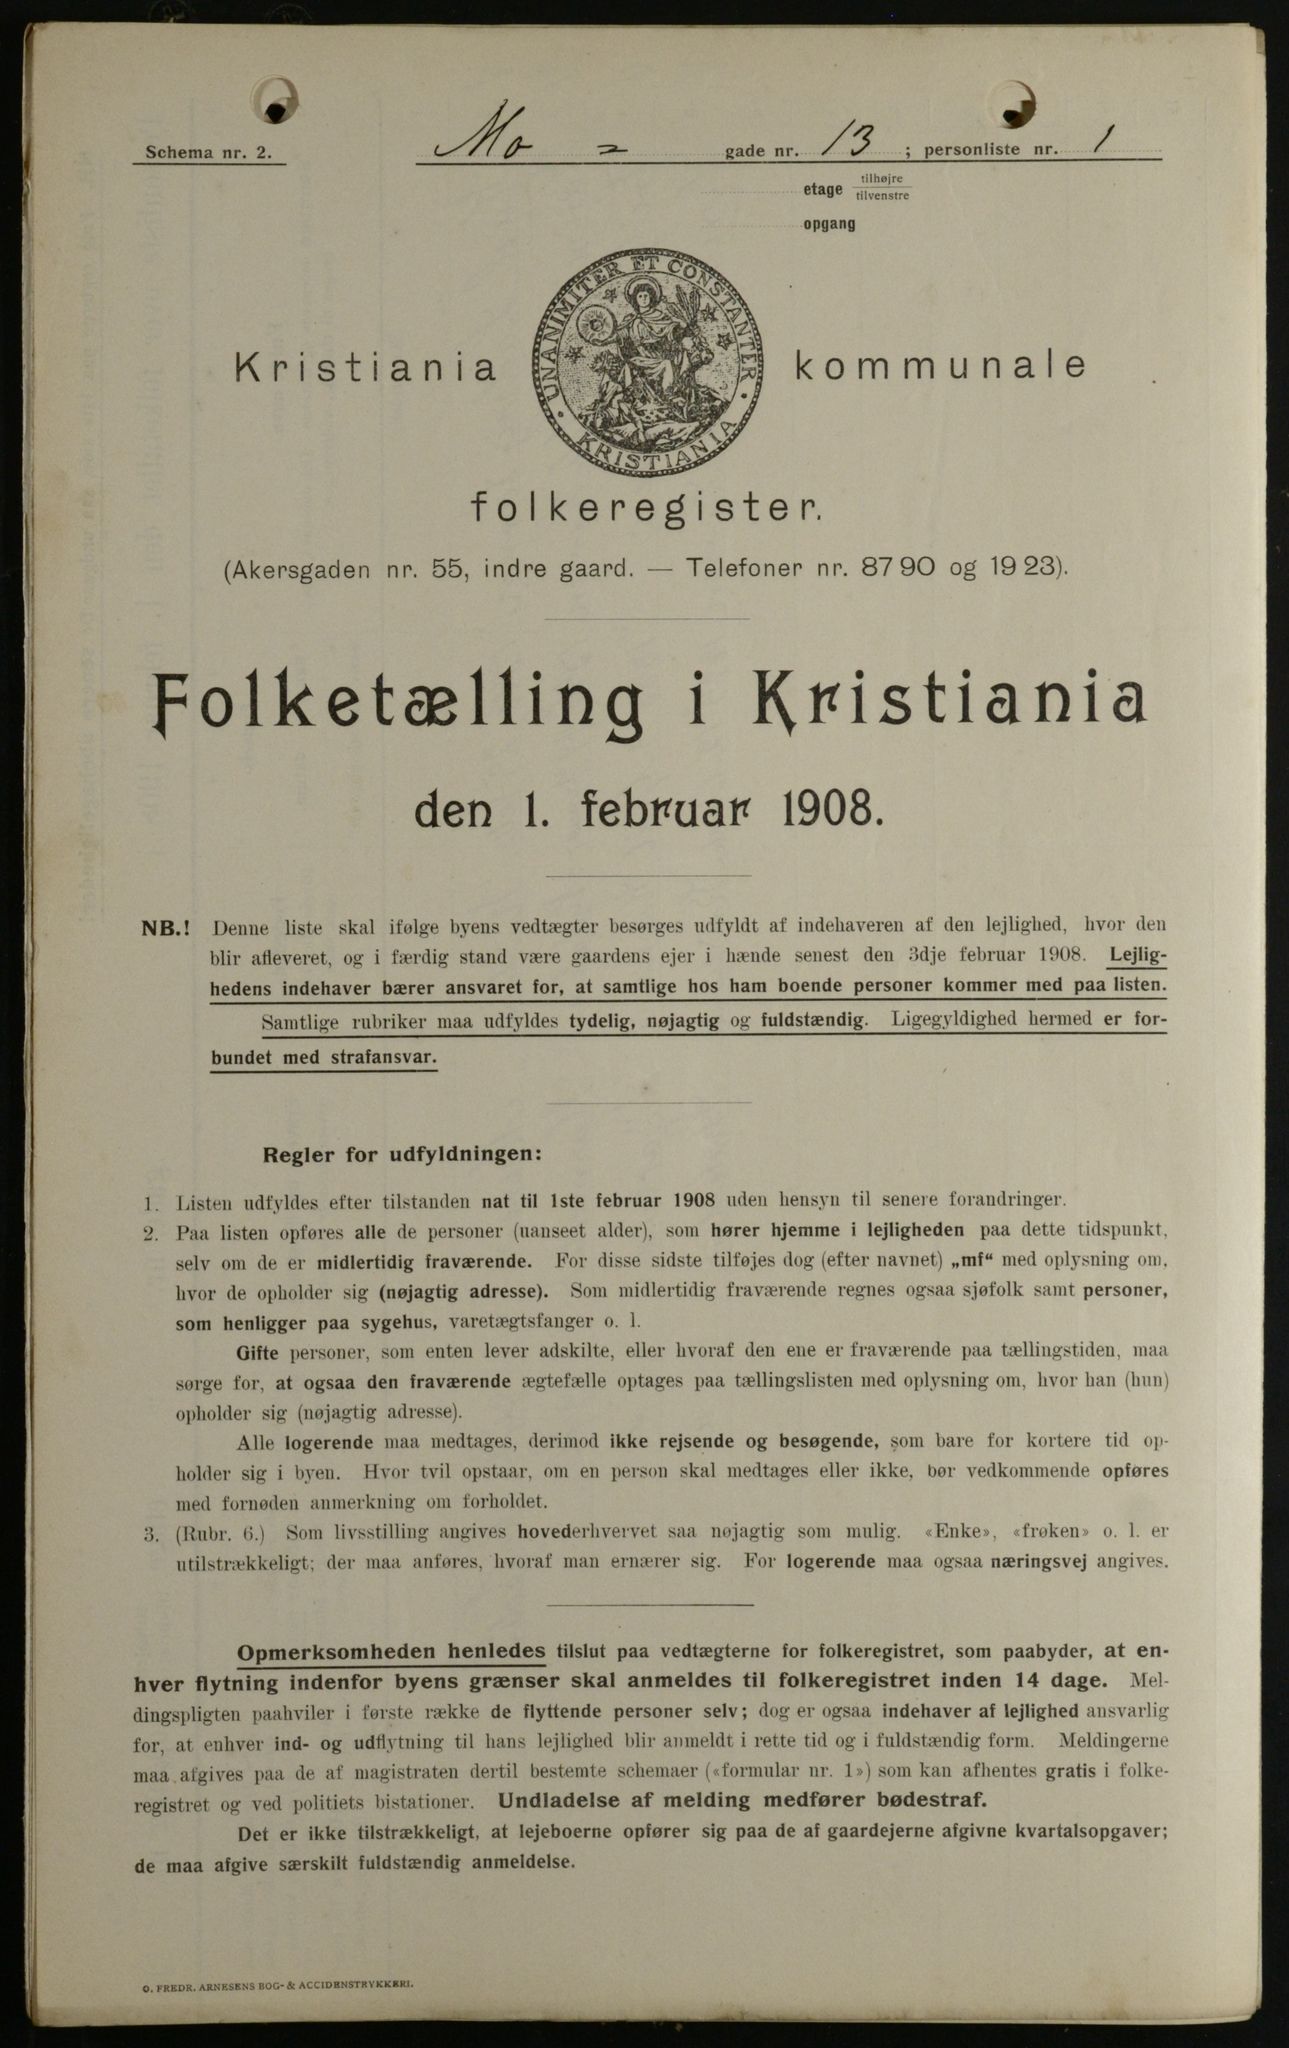 Schema nr. 2.
Mo = gade nr. 13 ; personliste nr. 1
etage tilhøjre
tilvenstre
opgang
UNANIMITER ET CONSTANTER · KRISTIANIA ·
Kristiania kommunale
folkeregister.
(Akersgaden nr. 55, indre gaard. — Telefoner nr. 87 90 og 19 23).
Folketælling i Kristiania
den 1. februar 1908.
NB.! Denne liste skal ifølge byens vedtægter besørges udfyldt af indehaveren af den lejlighed, hvor den
blir afleveret, og i færdig stand være gaardens ejer i hænde senest den 3dje februar 1908. Lejlig-
hedens indehaver bærer ansvaret for, at samtlige hos ham boende personer kommer med paa listen.
Samtlige rubriker maa udfyldes tydelig, nøjagtig og fuldstændig. Ligegyldighed hermed er for-
bundet med strafansvar.
Regler for udfyldningen:
1. Listen udfyldes efter tilstanden nat til 1ste februar 1908 uden hensyn til senere forandringer.
2. Paa listen opføres alle de personer (uanseet alder), som hører hjemme i lejligheden paa dette tidspunkt,
selv om de er midlertidig fraværende. For disse sidste tilføjes dog (efter navnet) „mf“ med oplysning om,
hvor de opholder sig (nøjagtig adresse). Som midlertidig fraværende regnes ogsaa sjøfolk samt personer,
som henligger paa sygehus, varetægtsfanger o. l.
Gifte personer, som enten lever adskilte, eller hvoraf den ene er fraværende paa tællingstiden, maa
sørge for, at ogsaa den fraværende ægtefælle optages paa tællingslisten med oplysning om, hvor han (hun)
opholder sig (nøjagtig adresse).
Alle logerende maa medtages, derimod ikke rejsende og besøgende, som bare for kortere tid op-
holder sig i byen. Hvor tvil opstaar, om en person skal medtages eller ikke, bør vedkommende opføres
med fornøden anmerkning om forholdet.
3. (Rubr. 6.) Som livsstilling angives hovederhvervet saa nøjagtig som mulig. «Enke», «frøken» o. l. er
utilstrækkeligt; der maa anføres, hvoraf man ernærer sig. For logerende maa ogsaa næringsvej angives.
Opmerksomheden henledes tilslut paa vedtægterne for folkeregistret, som paabyder, at en-
hver flytning indenfor byens grænser skal anmeldes til folkeregistret inden 14 dage. Mel-
dingspligten paahviler i første række de flyttende personer selv; dog er ogsaa indehaver af lejlighed ansvarlig
for, at enhver ind- og udflytning til hans lejlighed blir anmeldt i rette tid og i fuldstændig form. Meldingerne
maa afgives paa de af magistraten dertil bestemte schemaer («formular nr. 1») som kan afhentes gratis i folke-
registret og ved politiets bistationer. Undladelse af melding medfører bødestraf.
Det er ikke tilstrækkeligt, at lejeboerne opfører sig paa de af gaardejerne afgivne kvartalsopgaver;
de maa afgive særskilt fuldstændig anmeldelse.
O. FREDR. ARNESENS BOG- & ACCIDENSTRYKKERI.